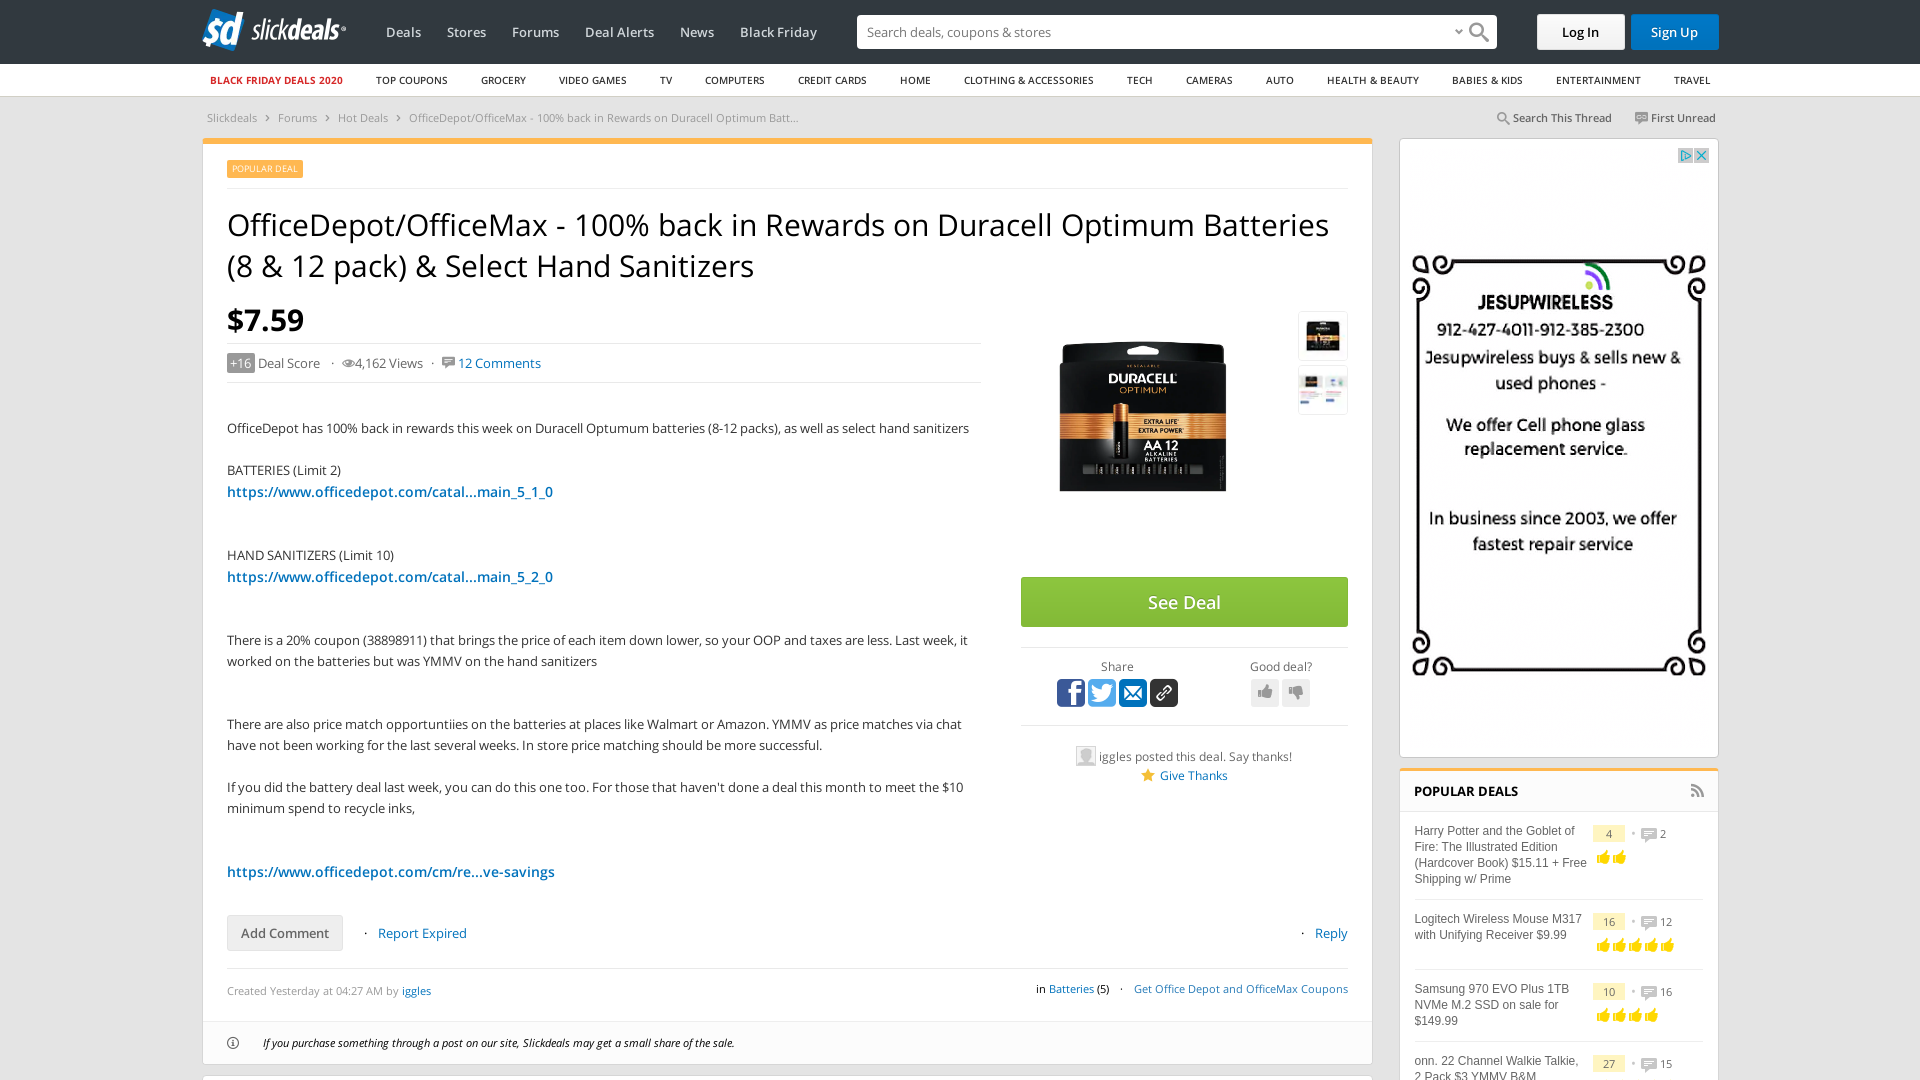 slickdeals
Deals
Stores
Forums
Deal Alerts
News
Black Friday
Search deals, coupons & scores
Log In
Sign Up
BLACK FRIDAY DEALS 2020
TOP COUPONS
GROCERY
VIDEO GAMES
TV
COMPUTERS
CREDIT CARDS
HOME
CLOTHING & ACCESSORIES
TECH
CAMERAS
AUTO
HEALTH & BEAUTY
BABIES & KIDS
ENTERTAINMENT
TRAVEL
Slickdeals › Forums › Hot Deals › OfficeDepot/OfficeMax - 100% back in Rewards on Duracell Optimum Batt...
Search This Thread
First Unread
POPULAR DEAL
OfficeDepot/OfficeMax - 100% back in Rewards on Duracell Optimum Batteries
(8 & 12 pack) & Select Hand Sanitizers
$7.59
+16 Deal Score · 4,162 Views · 12 Comments
OfficeDepot has 100% back in rewards this week on Duracell Optumum batteries (8-12 packs), as well as select hand sanitizers
BATTERIES (Limit 2)
https://www.officedepot.com/catal...main_5_1_0
HAND SANITIZERS (Limit 10)
https://www.officedepot.com/catal...main_5_2_0
There is a 20% coupon (38898911) that brings the price of each item down lower, so your OOP and taxes are less. Last week, it
worked on the batteries but was YMMV on the hand sanitizers
There are also price match opportuntiies on the batteries at places like Walmart or Amazon. YMMV as price matches via chat
have not been working for the last several weeks. In store price matching should be more successful.
If you did the battery deal last week, you can do this one too. For those that haven't done a deal this month to meet the $10
minimum spend to recycle inks,
https://www.officedepot.com/cm/re...ve-savings
DURACELL
OPTIMUM
EXTRA LIFE
EXTRA POWER
AA 12
ALKALINE
BATTERIES
See Deal
Share
Good deal?
iggles posted this deal. Say thanks!
Give Thanks
Add Comment
· Report Expired
· Reply
Created Yesterday at 04:27 AM by iggles
in Batteries (5) · Get Office Depot and OfficeMax Coupons
If you purchase something through a post on our site, Slickdeals may get a small share of the sale.
JESUPWIRELESS
912-427-4011-912-385-2300
Jesupwireless buys & sells new &
used phones -
We offer Cell phone glass
replacement service.
In business since 2003, we offer
fastest repair service
POPULAR DEALS
Harry Potter and the Goblet of
Fire: The Illustrated Edition
(Hardcover Book) $15.11 + Free
Shipping w/ Prime
4 · 2
Logitech Wireless Mouse M317
with Unifying Receiver $9.99
16 · 12
Samsung 970 EVO Plus 1TB
NVMe M.2 SSD on sale for
$149.99
10 · 16
onn. 22 Channel Walkie Talkie,
2 Pack $3 YMMV B&M
27 · 15